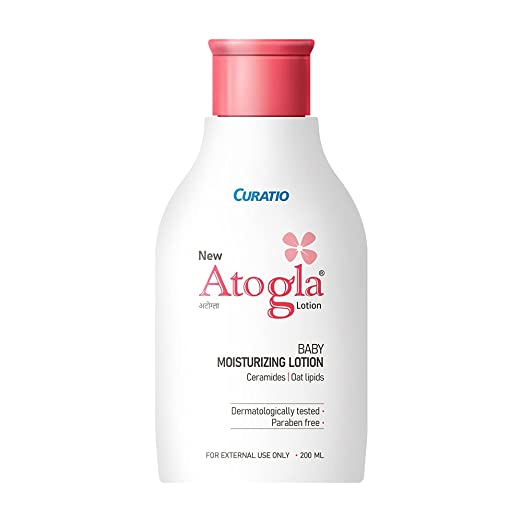 CURATIO
New
Atogla®
अटोग्ला Lotion
BABY
MOISTURIZING LOTION
Ceramides | Oat lipids
Dermatologically tested •
Paraben free •
FOR EXTERNAL USE ONLY • 200 ML